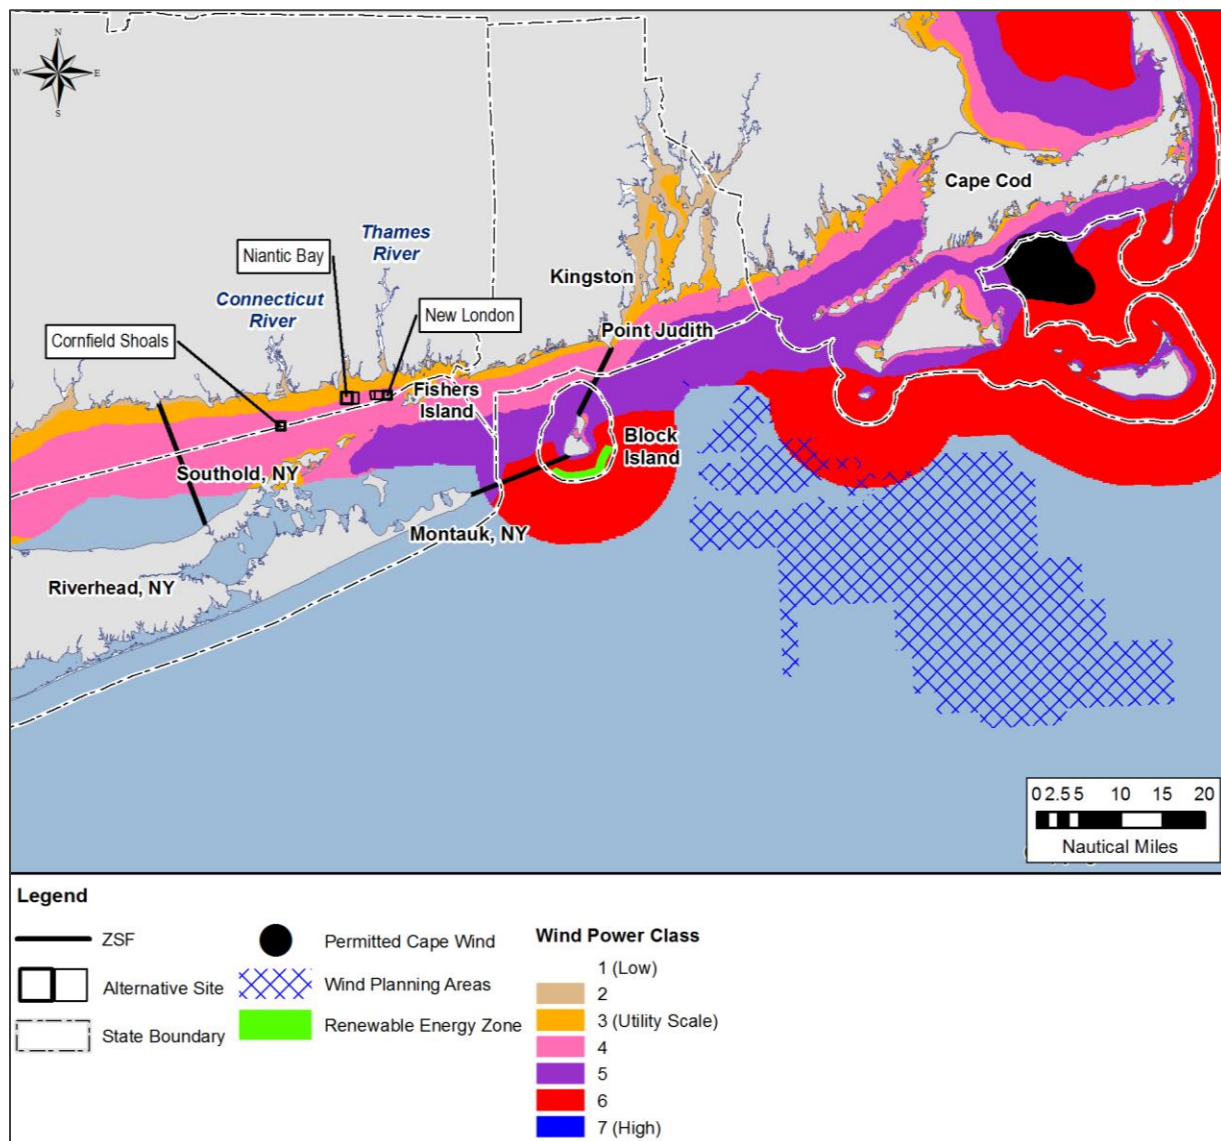 N
W
E
S
Cape Cod
Thames
River
Niantic Bay
Kingston
Connecticut
River
New London
Point Judith
Cornfield Shoals
Fishers
Island
Block
Island
Southold, NY
Montauk, NY
Riverhead, NY
0 2.5 5 10 15 20
Nautical Miles
Legend
ZSF
Alternative Site
State Boundary
Permitted Cape Wind
Wind Planning Areas
Renewable Energy Zone
Wind Power Class
1 (Low)
2
3 (Utility Scale)
4
5
6
7 (High)